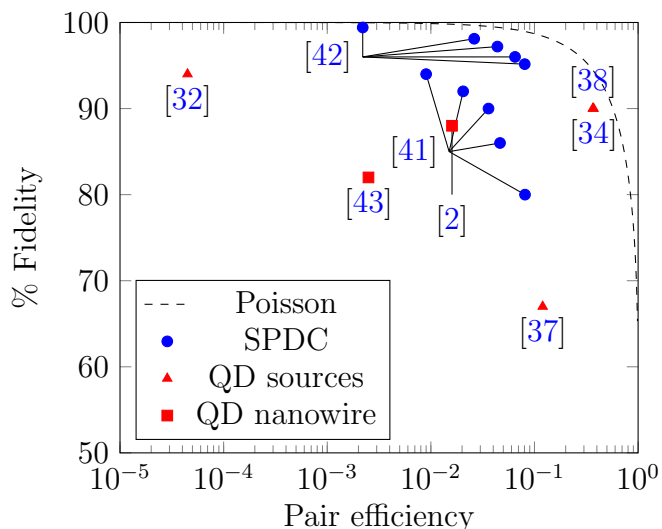 100
90
80
70
60
50
% Fidelity
[42]
[38]
[32]
[34]
[41]
[43]
[2]
[37]
Poisson
SPDC
QD sources
QD nanowire
10⁻⁵ 10⁻⁴ 10⁻³ 10⁻² 10⁻¹ 10⁰
Pair efficiency